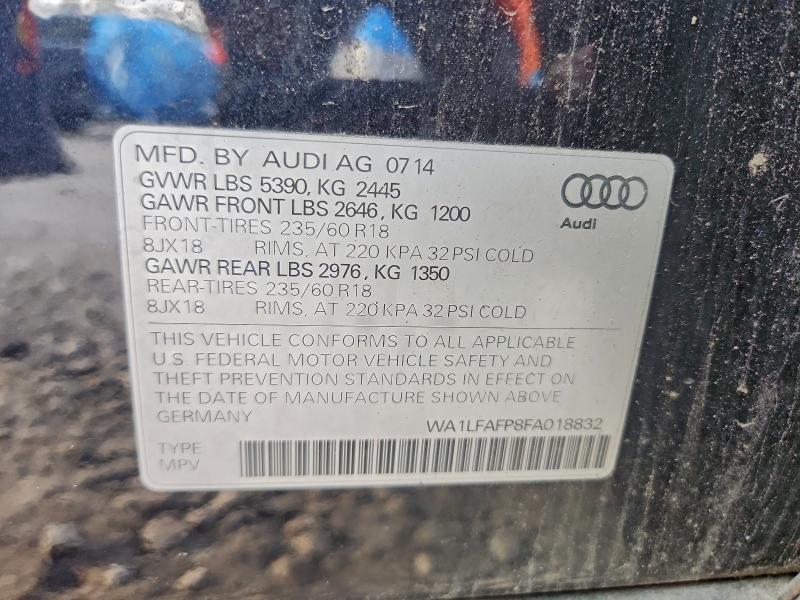 MFD. BY AUDI AG 07 14
GVWR LBS 5390, KG 2445
GAWR FRONT LBS 2646, KG 1200
FRONT-TIRES 235/60 R18
8JX18 RIMS, AT 220 KPA 32 PSI COLD
GAWR REAR LBS 2976, KG 1350
REAR-TIRES 235/60 R18
8JX18 RIMS, AT 220 KPA 32 PSI COLD
Audi
THIS VEHICLE CONFORMS TO ALL APPLICABLE
U.S. FEDERAL MOTOR VEHICLE SAFETY AND
THEFT PREVENTION STANDARDS IN EFFECT ON
THE DATE OF MANUFACTURE SHOWN ABOVE
GERMANY
WA1LFAFP8FA018832
TYPE
MPV